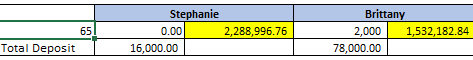 Stephanie Brittany
65 0.00 2,288,996.76 2,000 1,532,182.84
Total Deposit 16,000.00 78,000.00